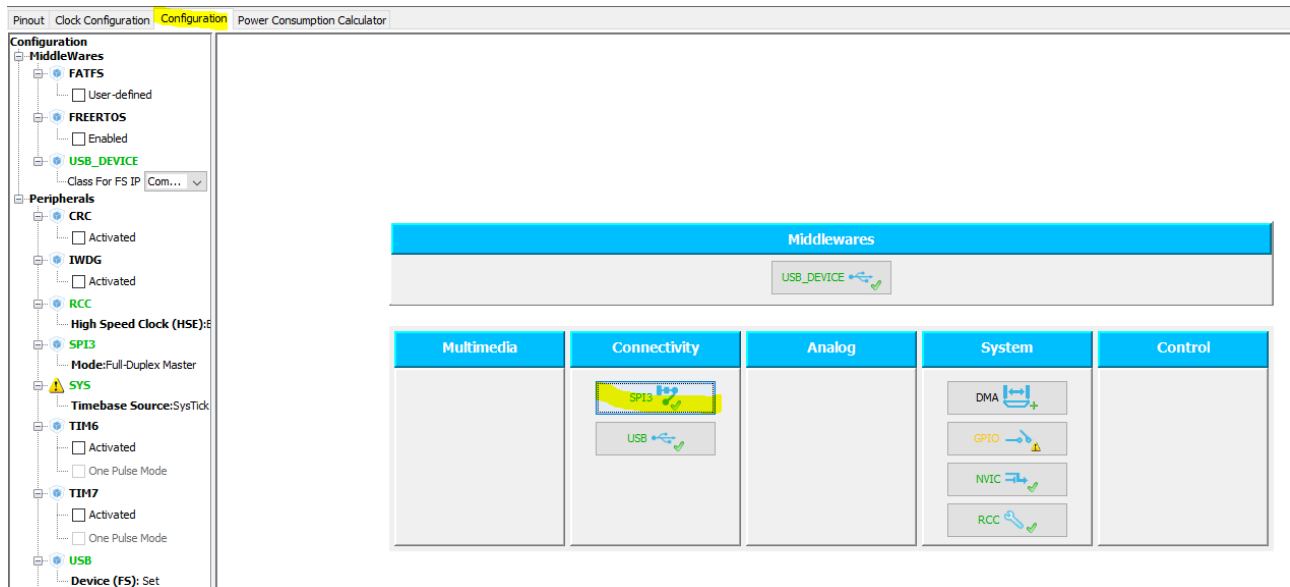 Pinout Clock Configuration Configuration Power Consumption Calculator
Configuration
MiddleWares
FATFS
User-defined
FREERTOS
Enabled
USB_DEVICE
Class For FS IP Com...
Peripherals
CRC
Activated
IWDG
Activated
RCC
High Speed Clock (HSE):
SPI3
Mode:Full-Duplex Master
SYS
Timebase Source:SysTick
TIM6
Activated
One Pulse Mode
TIM7
Activated
One Pulse Mode
USB
Device (FS): Set
Middlewares
USB_DEVICE
Multimedia Connectivity Analog System Control
SPI3 DMA
USB GPIO
NVIC
RCC